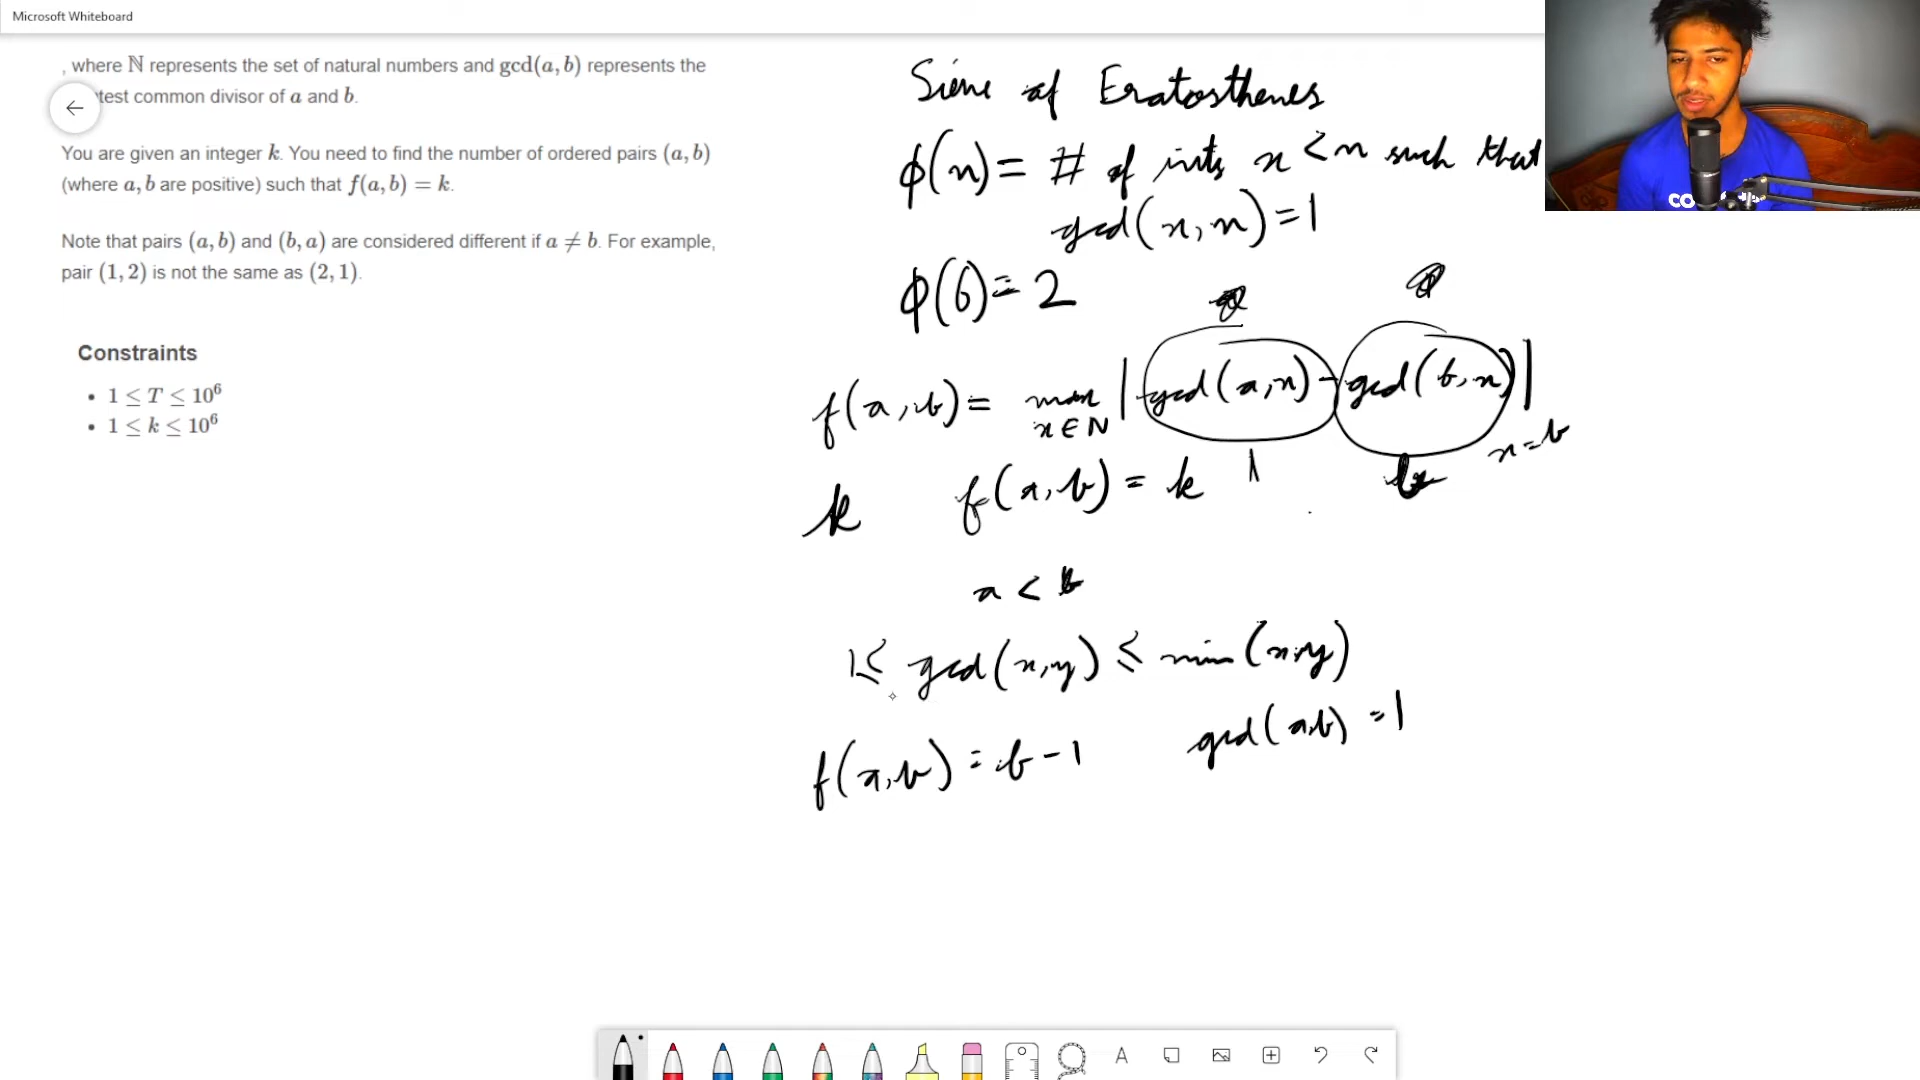 Microsoft Whiteboard
, where ℕ represents the set of natural numbers and gcd(a, b) represents the
test common divisor of a and b.
You are given an integer k. You need to find the number of ordered pairs (a, b)
(where a, b are positive) such that f(a, b) = k.
Note that pairs (a, b) and (b, a) are considered different if a ≠ b. For example,
pair (1, 2) is not the same as (2, 1).
Constraints
• 1 ≤ T ≤ 10^6
• 1 ≤ k ≤ 10^6
Sieve of Eratosthenes
ϕ(n) = # of ints x < n such that
gcd(x, n) = 1
ϕ(6) = 2
f(a, b) = max | gcd(a, x) - gcd(b, x) |
x ∈ N
x = b
k f(a, b) = k 1 b
a < b
1 ≤ gcd(x, y) ≤ min(x, y)
f(a, b) = b - 1 gcd(a, b) = 1
A